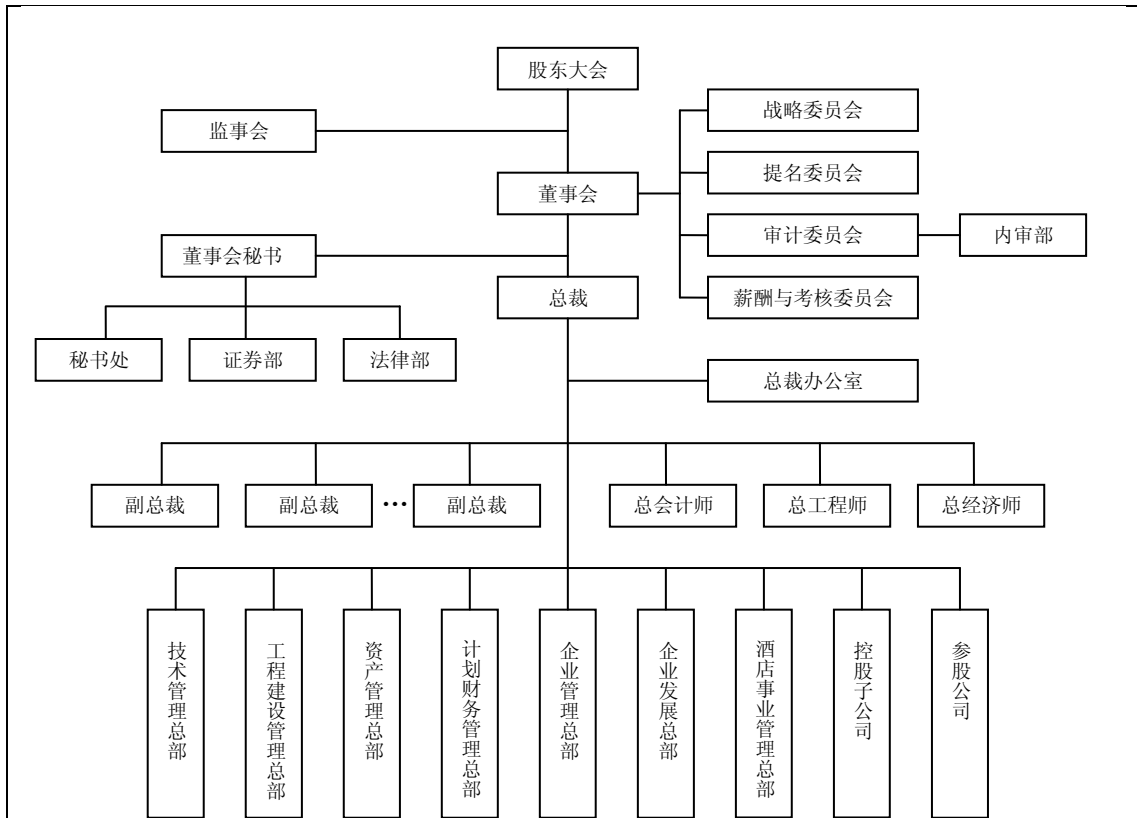 股东大会
监事会
战略委员会
提名委员会
董事会
审计委员会
内审部
董事会秘书
总裁
薪酬与考核委员会
秘书处
证券部
法律部
总裁办公室
副总裁
副总裁
…
副总裁
总会计师
总工程师
总经济师
技术管理总部
工程建设管理总部
资产管理总部
计划财务管理总部
企业管理总部
企业发展总部
酒店事业管理总部
控股子公司
参股公司